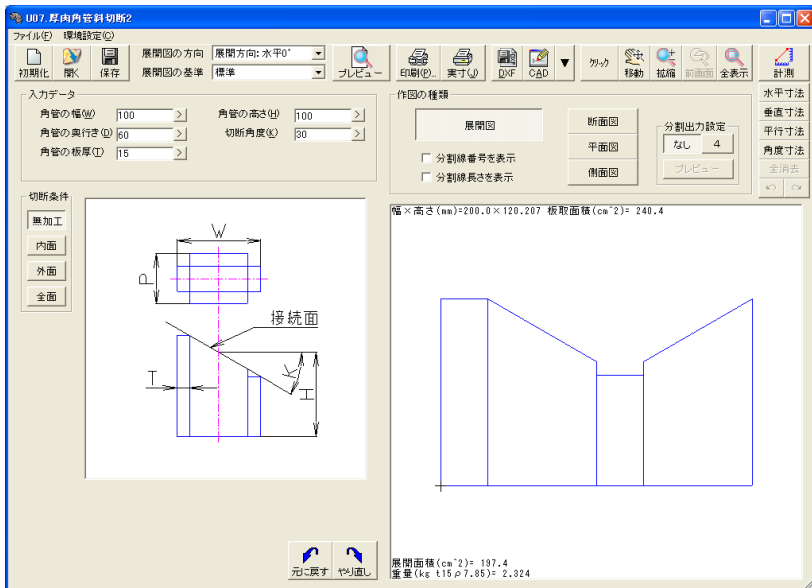 U07.厚肉角管斜切断2
ファイル(F) 環境設定(C)
初期化 開く 保存
展開図の方向 展開方向:水平0°
展開図の基準 標準
プレビュー 印刷(P).. 実寸(J) DXF CAD ▼ クリック 移動 拡縮 前画面 全表示 計測
入力データ
角管の幅(W) 100 角管の高さ(H) 100
角管の奥行き(D) 60 切断角度(K) 30
角管の板厚(T) 15
作図の種類
展開図
分割線番号を表示
分割線長さを表示
断面図
平面図
側面図
分割出力設定
なし 4
プレビュー
水平寸法
垂直寸法
平行寸法
角度寸法
全消去
切断条件
無加工
内面
外面
全面
W
P
接続面
T
K
H
元に戻す やり直し
幅×高さ(mm)=200.0×120.207 板取面積(cm^2)= 240.4
展開面積(cm^2)= 197.4
重量(kg t15ρ7.85)= 2.324